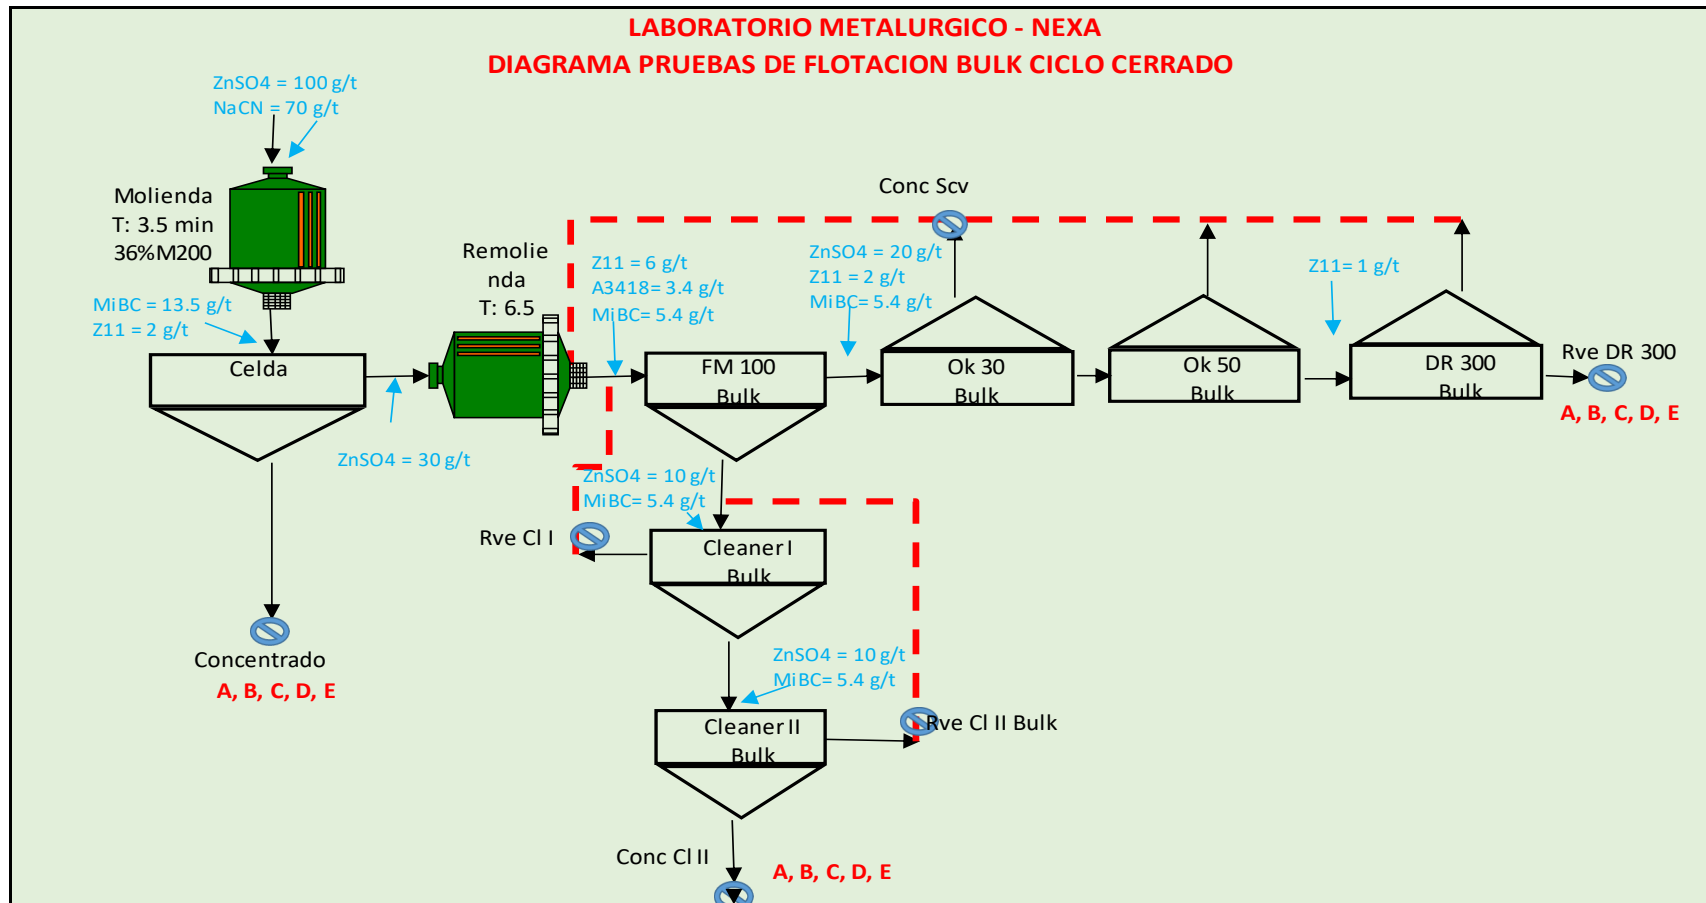 LABORATORIO METALURGICO - NEXA
DIAGRAMA PRUEBAS DE FLOTACION BULK CICLO CERRADO
ZnSO4 = 100 g/t
NaCN = 70 g/t
Molienda
T: 3.5 min
36%M200
MiBC = 13.5 g/t
Z11 = 2 g/t
Celda
ZnSO4 = 30 g/t
Concentrado
A, B, C, D, E
Remolie
nda
T: 6.5
Z11 = 6 g/t
A3418= 3.4 g/t
MiBC= 5.4 g/t
FM 100
Bulk
Conc Scv
ZnSO4 = 20 g/t
Z11 = 2 g/t
MiBC= 5.4 g/t
Ok 30
Bulk
Ok 50
Bulk
Z11= 1 g/t
DR 300
Bulk
Rve DR 300
A, B, C, D, E
ZnSO4 = 10 g/t
MiBC= 5.4 g/t
Rve Cl I
Cleaner I
Bulk
ZnSO4 = 10 g/t
MiBC= 5.4 g/t
Cleaner II
Bulk
Rve Cl II Bulk
Conc Cl II
A, B, C, D, E